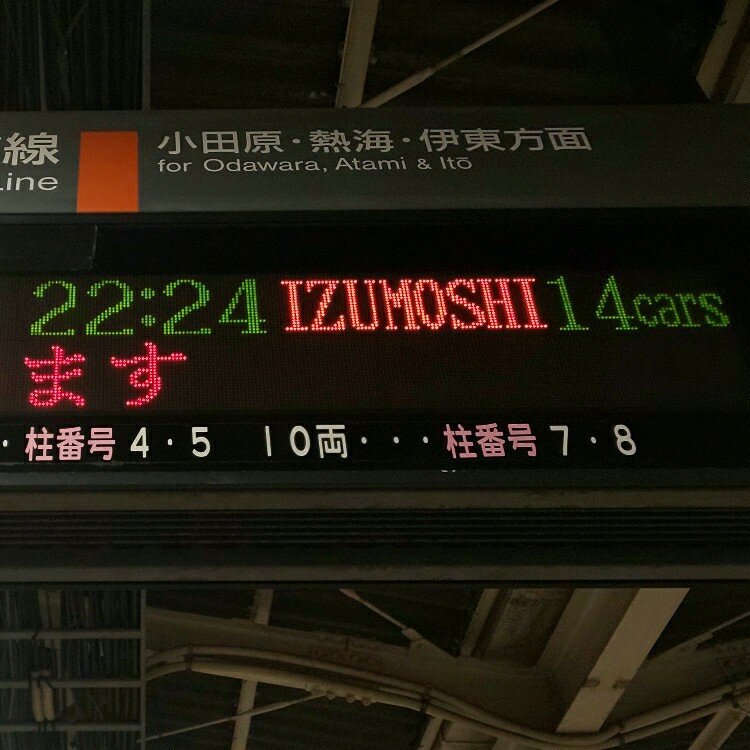 線 小田原・熱海・伊東方面
Line for Odawara, Atami & Itō
22:24 IZUMOSHI 14cars
ます
・柱番号 4・5 10両・・・柱番号 7・8